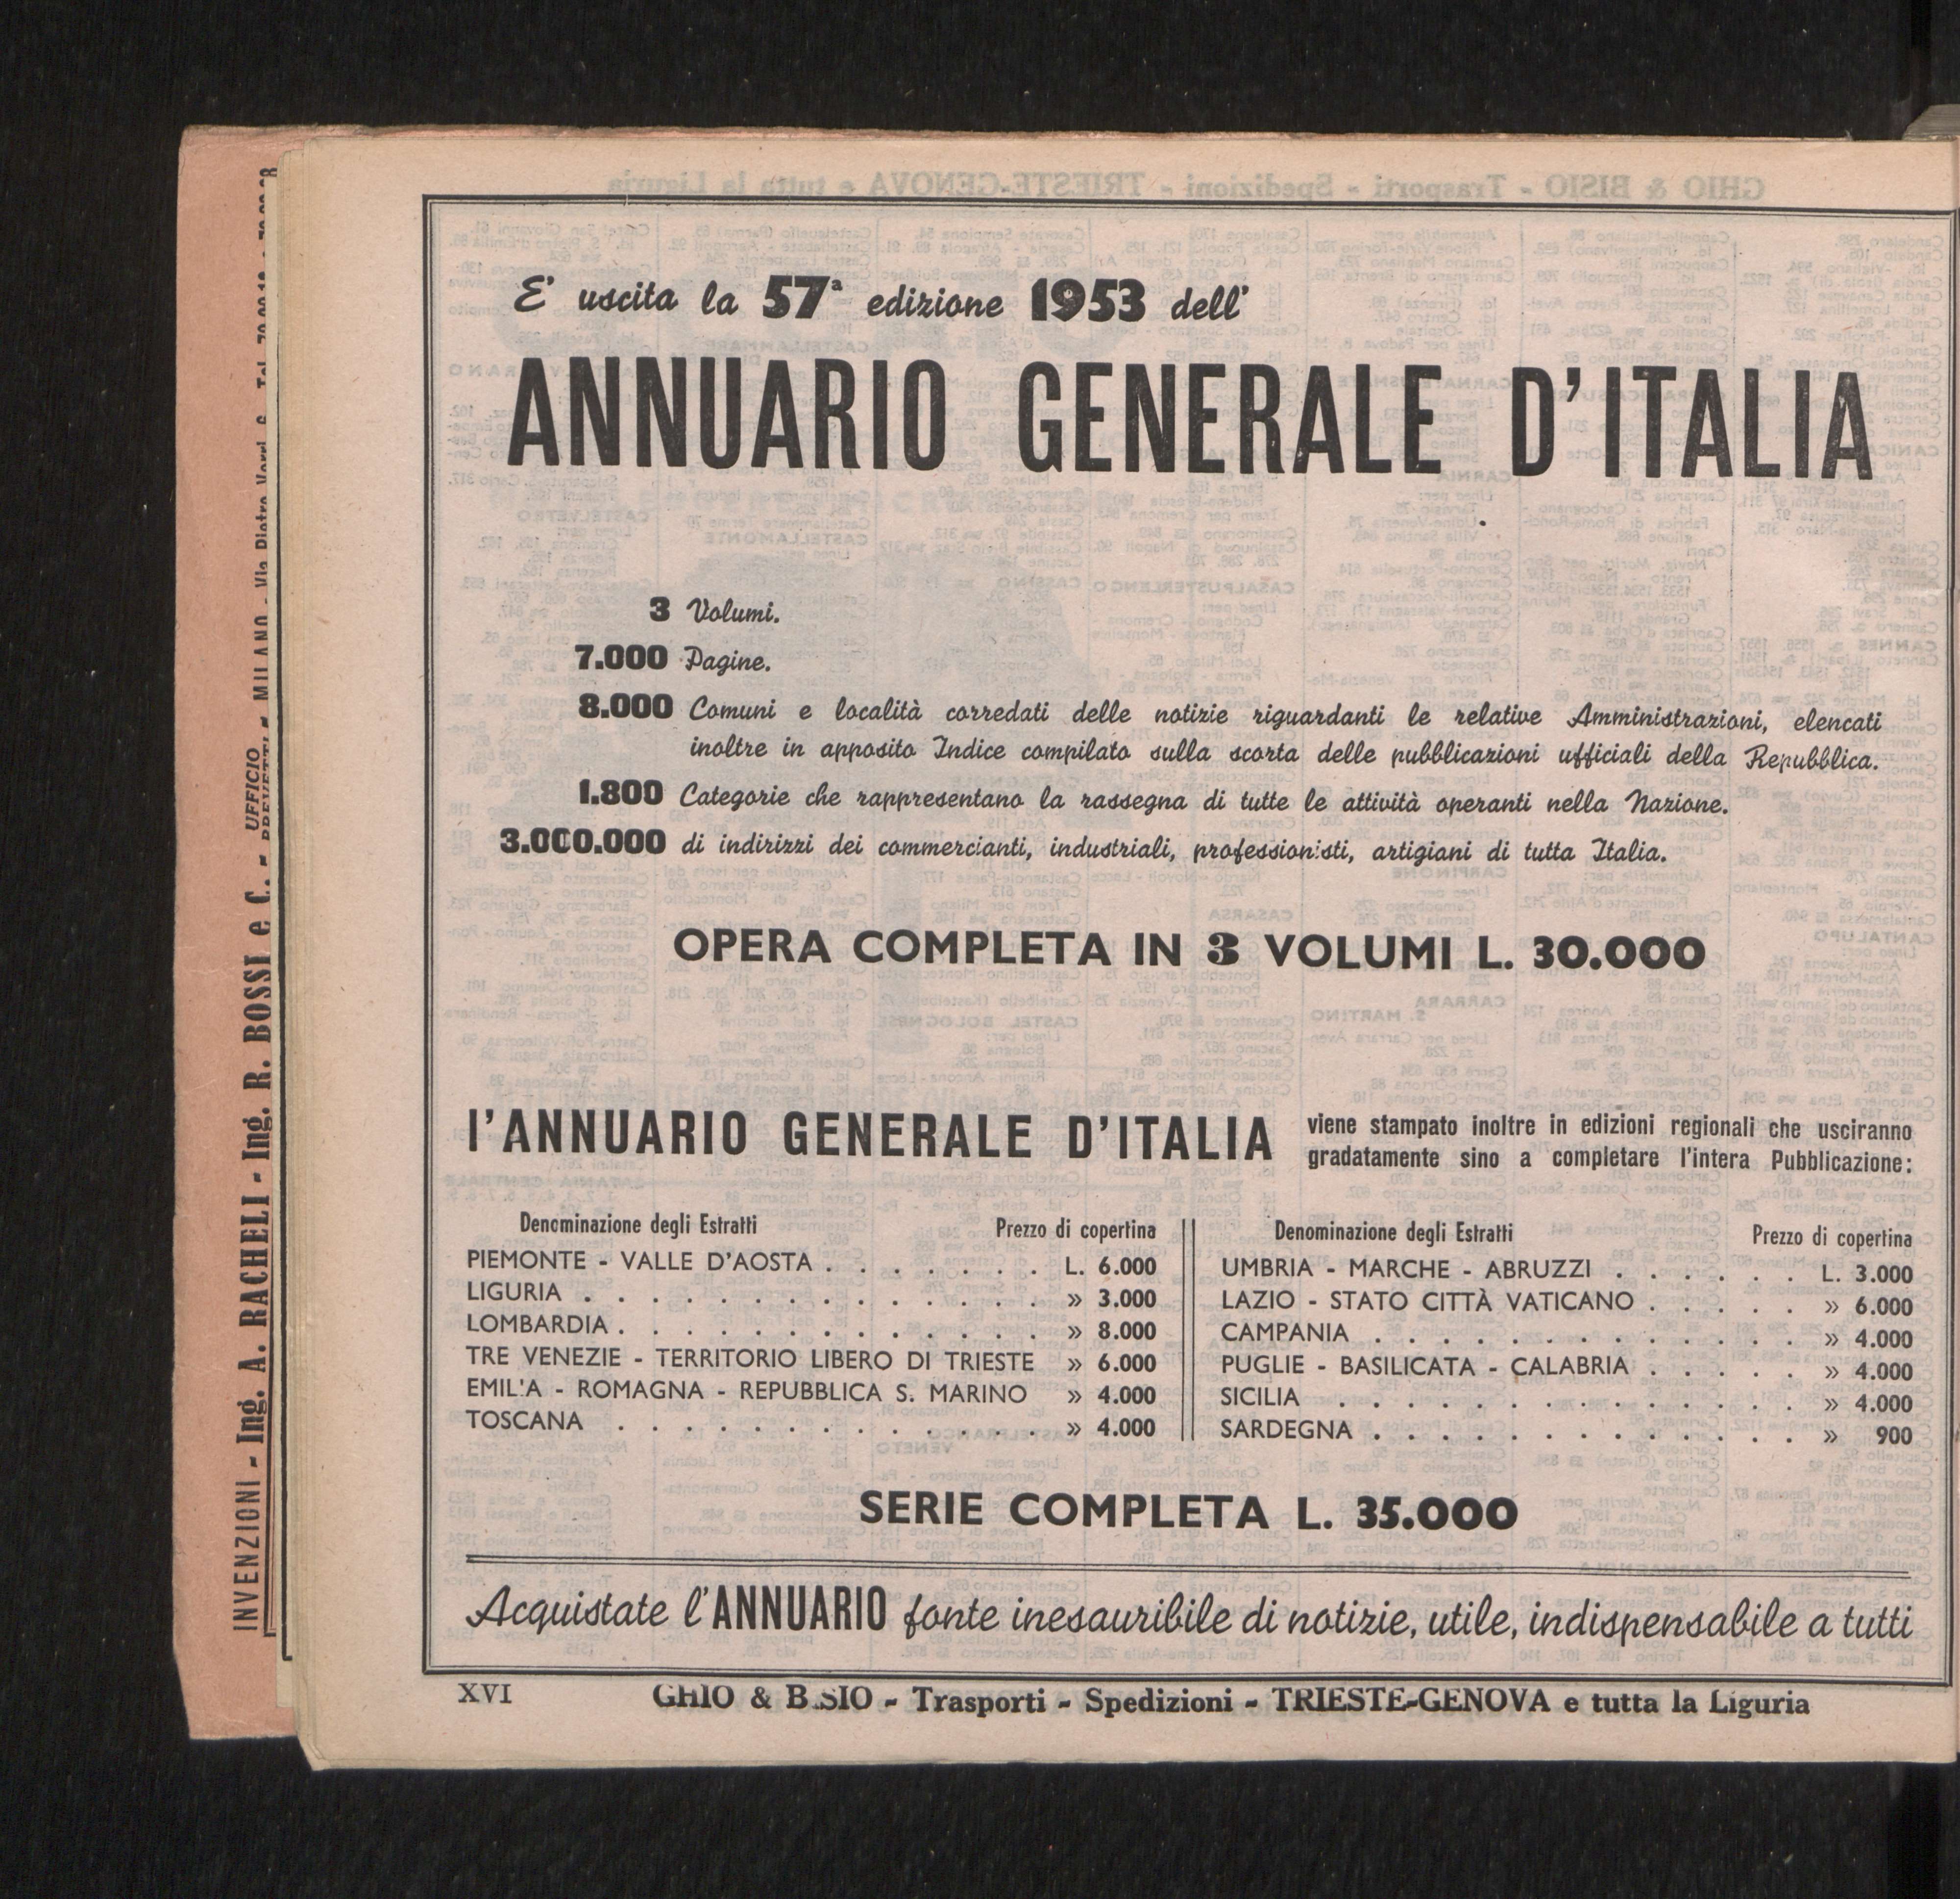 E' uscita la 57ª edizione 1953 dell'
ANNUARIO GENERALE D'ITALIA
3 Volumi.
7.000 Pagine.
8.000 Comuni e località corredati delle notizie riguardanti le relative Amministrazioni, elencati
inoltre in apposito Indice compilato sulla scorta delle pubblicazioni ufficiali della Repubblica.
1.800 Categorie che rappresentano la rassegna di tutte le attività operanti nella Nazione.
3.000.000 di indirizzi dei commercianti, industriali, professionisti, artigiani di tutta Italia.
OPERA COMPLETA IN 3 VOLUMI L. 30.000
l'ANNUARIO GENERALE D'ITALIA viene stampato inoltre in edizioni regionali che usciranno
gradatamente sino a completare l'intera Pubblicazione:
Denominazione degli Estratti Prezzo di copertina
PIEMONTE - VALLE D'AOSTA . . . . . . . L. 6.000
LIGURIA . . . . . . . . . . . . . . » 3.000
LOMBARDIA . . . . . . . . . . . . . » 8.000
TRE VENEZIE - TERRITORIO LIBERO DI TRIESTE » 6.000
EMIL'A - ROMAGNA - REPUBBLICA S. MARINO » 4.000
TOSCANA . . . . . . . . . . . . . » 4.000
Denominazione degli Estratti Prezzo di copertina
UMBRIA - MARCHE - ABRUZZI . . . . . . L. 3.000
LAZIO - STATO CITTÀ VATICANO . . . . . » 6.000
CAMPANIA . . . . . . . . . . . . . » 4.000
PUGLIE - BASILICATA - CALABRIA . . . . . » 4.000
SICILIA . . . . . . . . . . . . . . » 4.000
SARDEGNA . . . . . . . . . . . . . » 900
SERIE COMPLETA L. 35.000
Acquistate l'ANNUARIO fonte inesauribile di notizie, utile, indispensabile a tutti
XVI GHIO & B.SIO - Trasporti - Spedizioni - TRIESTE-GENOVA e tutta la Liguria
UFFICIO
INVENZIONI - Ing. A. RACHELI - Ing. R. BOSSI e C. - BREVETTI - MILANO - Via Pietro Verri, 6